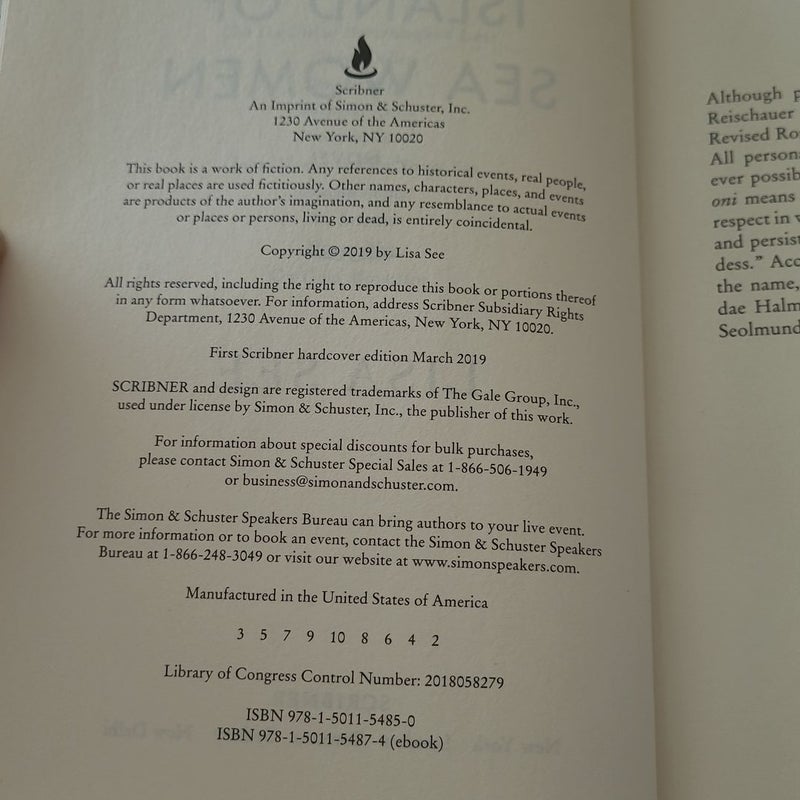 Scribner
An Imprint of Simon & Schuster, Inc.
1230 Avenue of the Americas
New York, NY 10020
This book is a work of fiction. Any references to historical events, real people,
or real places are used fictitiously. Other names, characters, places, and events
are products of the author's imagination, and any resemblance to actual events
or places or persons, living or dead, is entirely coincidental.
Copyright © 2019 by Lisa See
All rights reserved, including the right to reproduce this book or portions thereof
in any form whatsoever. For information, address Scribner Subsidiary Rights
Department, 1230 Avenue of the Americas, New York, NY 10020.
First Scribner hardcover edition March 2019
SCRIBNER and design are registered trademarks of The Gale Group, Inc.,
used under license by Simon & Schuster, Inc., the publisher of this work.
For information about special discounts for bulk purchases,
please contact Simon & Schuster Special Sales at 1-866-506-1949
or business@simonandschuster.com.
The Simon & Schuster Speakers Bureau can bring authors to your live event.
For more information or to book an event, contact the Simon & Schuster Speakers
Bureau at 1-866-248-3049 or visit our website at www.simonspeakers.com.
Manufactured in the United States of America
3 5 7 9 10 8 6 4 2
Library of Congress Control Number: 2018058279
ISBN 978-1-5011-5485-0
ISBN 978-1-5011-5487-4 (ebook)
Although
Reischauer
Revised
All
ever
oni means
respect in
and
dess."
the name,
dae